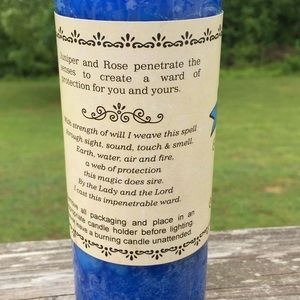 Juniper and Rose penetrate the
senses to create a ward of
protection for you and yours.
With strength of will I weave this spell
through sight, sound, touch & smell.
Earth, water, air and fire,
a web of protection
this magic does sire.
By the Lady and the Lord
I cast this impenetrable ward.
all packaging and place in an
candle holder before lighting.
leave a burning candle unattended